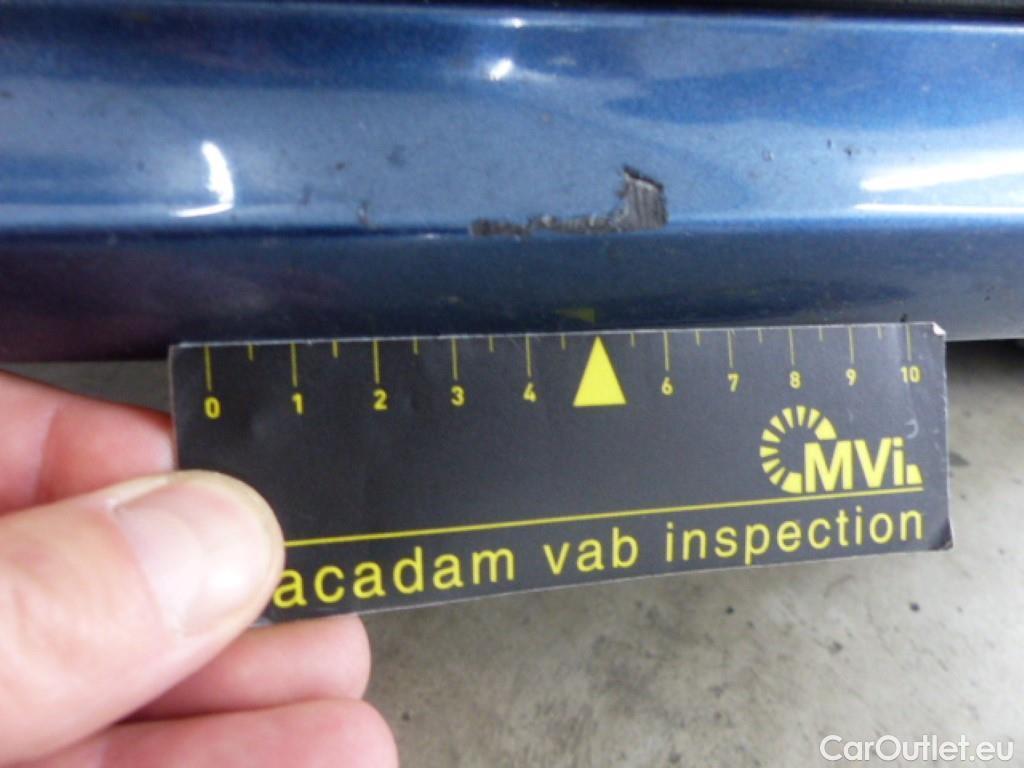 0 1 2 3 4 6 7 8 9 10
MVi
acadam vab inspection
CarOutlet.eu